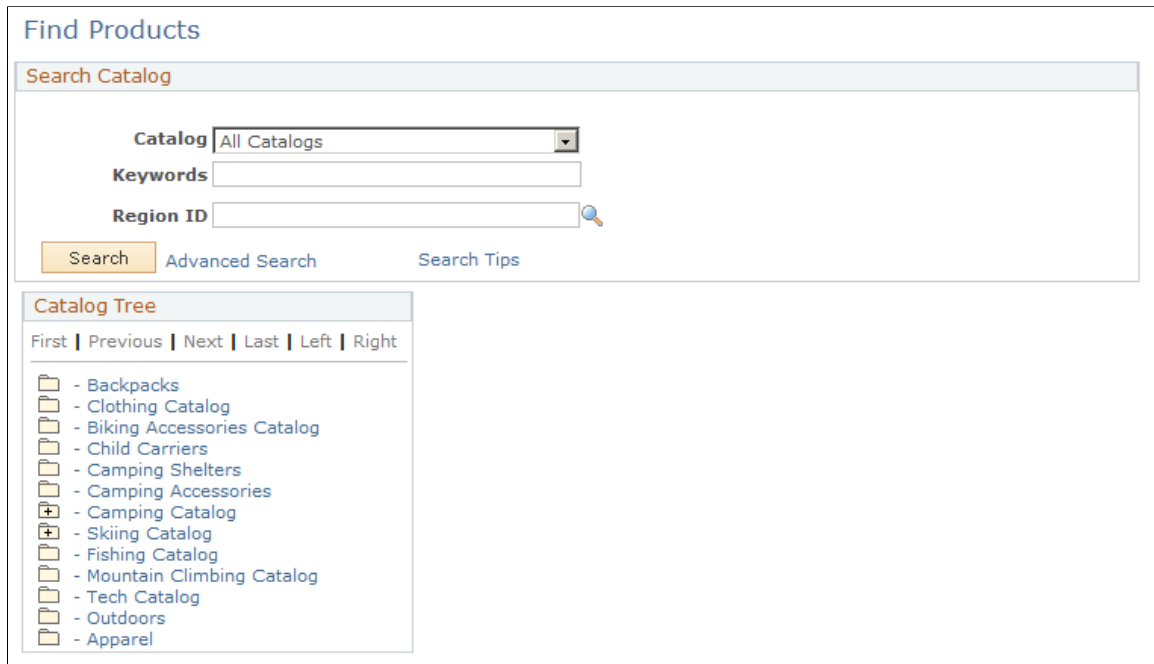 Find Products
Search Catalog
Catalog All Catalogs
Keywords
Region ID
Search Advanced Search Search Tips
Catalog Tree
First | Previous | Next | Last | Left | Right
- Backpacks
- Clothing Catalog
- Biking Accessories Catalog
- Child Carriers
- Camping Shelters
- Camping Accessories
- Camping Catalog
- Skiing Catalog
- Fishing Catalog
- Mountain Climbing Catalog
- Tech Catalog
- Outdoors
- Apparel